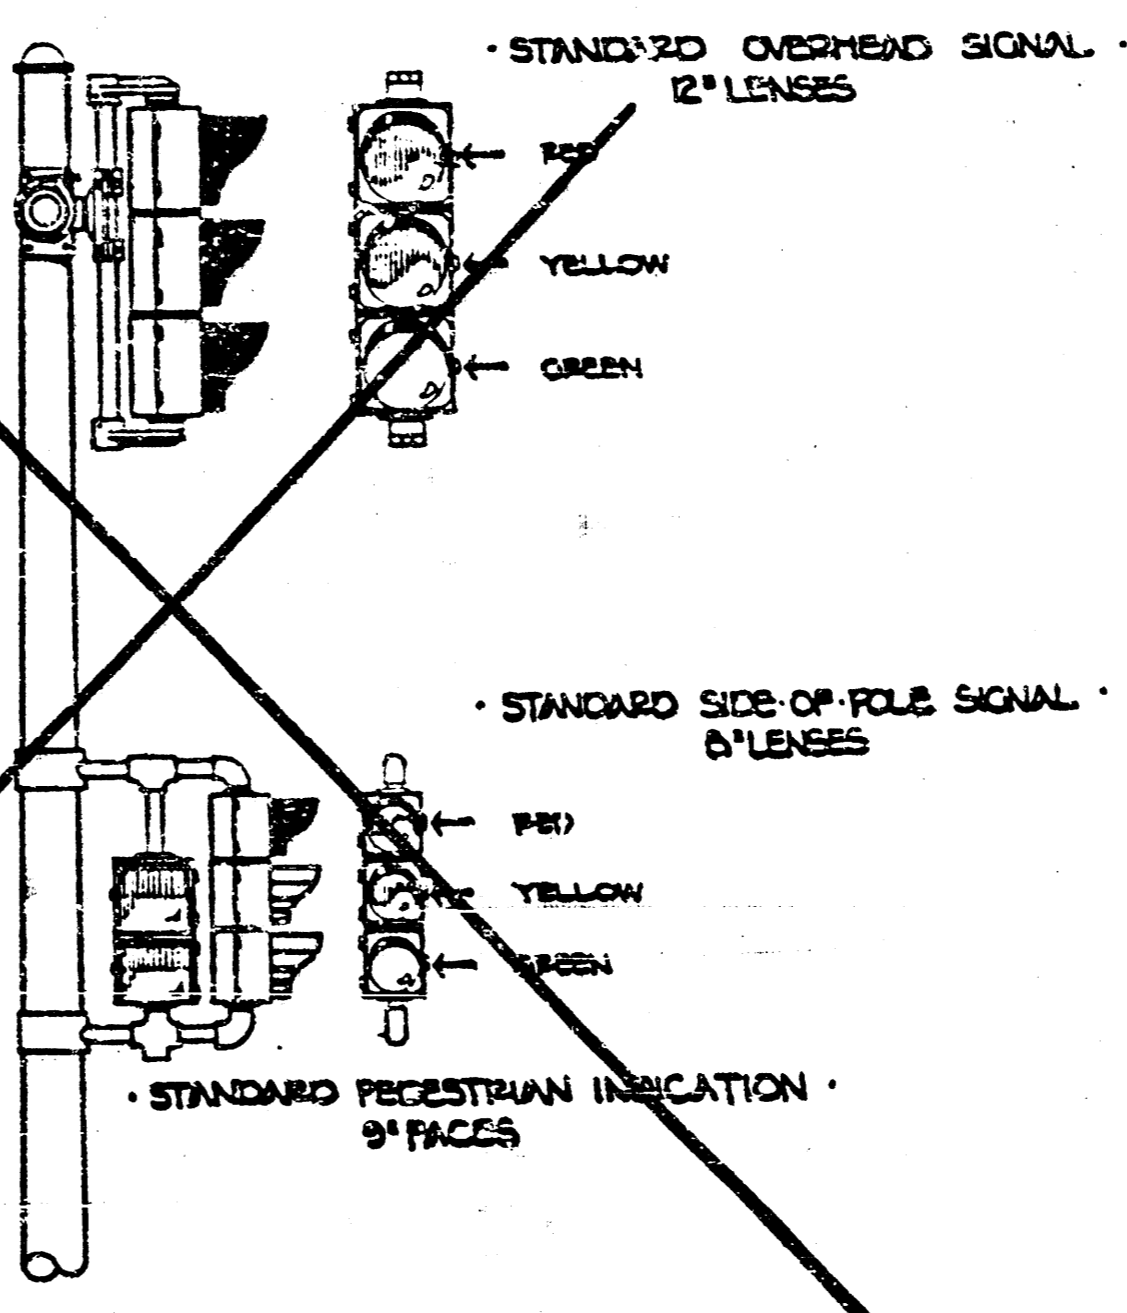 · STANDARD OVERHEAD SIGNAL ·
12" LENSES
RED
YELLOW
GREEN
· STANDARD SIDE·OF·POLE SIGNAL ·
8" LENSES
RED
YELLOW
GREEN
· STANDARD PEDESTRIAN INDICATION ·
9" FACES